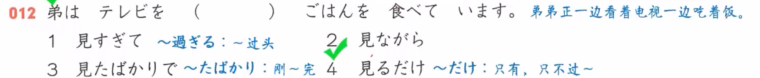 012 弟は テレビを ( ) ごはんを 食べて います。 弟弟正一边看着电视一边吃着饭。
1 見すぎて ~過ぎる：~过头 2 見ながら
3 見たばかりで ~たばかり：刚~完 4 見るだけ ~だけ：只有，只不过~